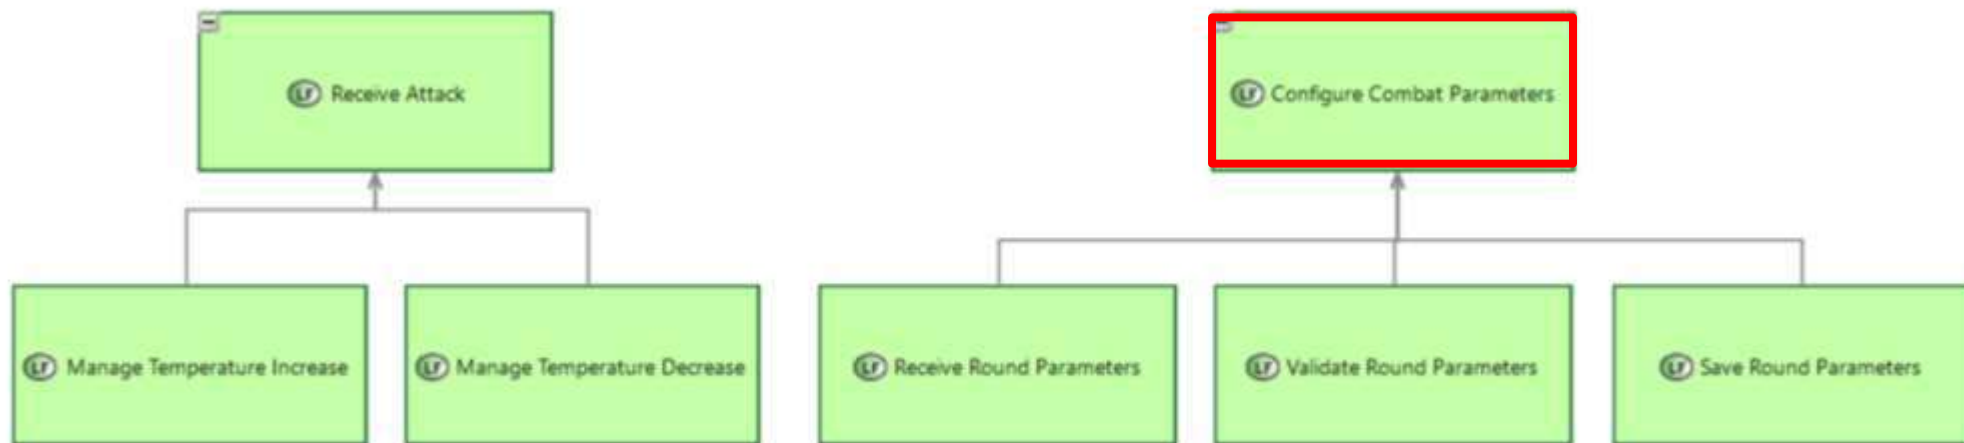 LF Receive Attack
LF Configure Combat Parameters
LF Manage Temperature Increase
LF Manage Temperature Decrease
LF Receive Round Parameters
LF Validate Round Parameters
LF Save Round Parameters